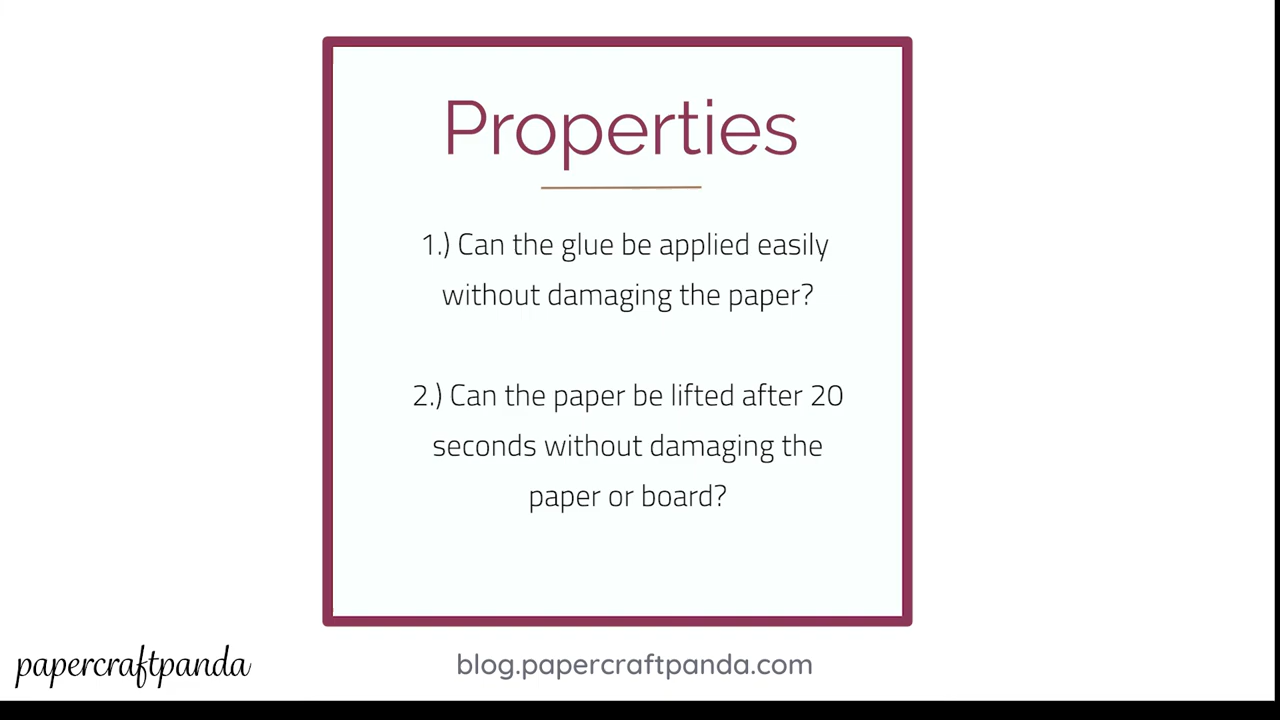 Properties
1.) Can the glue be applied easily
without damaging the paper?
2.) Can the paper be lifted after 20
seconds without damaging the
paper or board?
papercraftpanda
blog.papercraftpanda.com